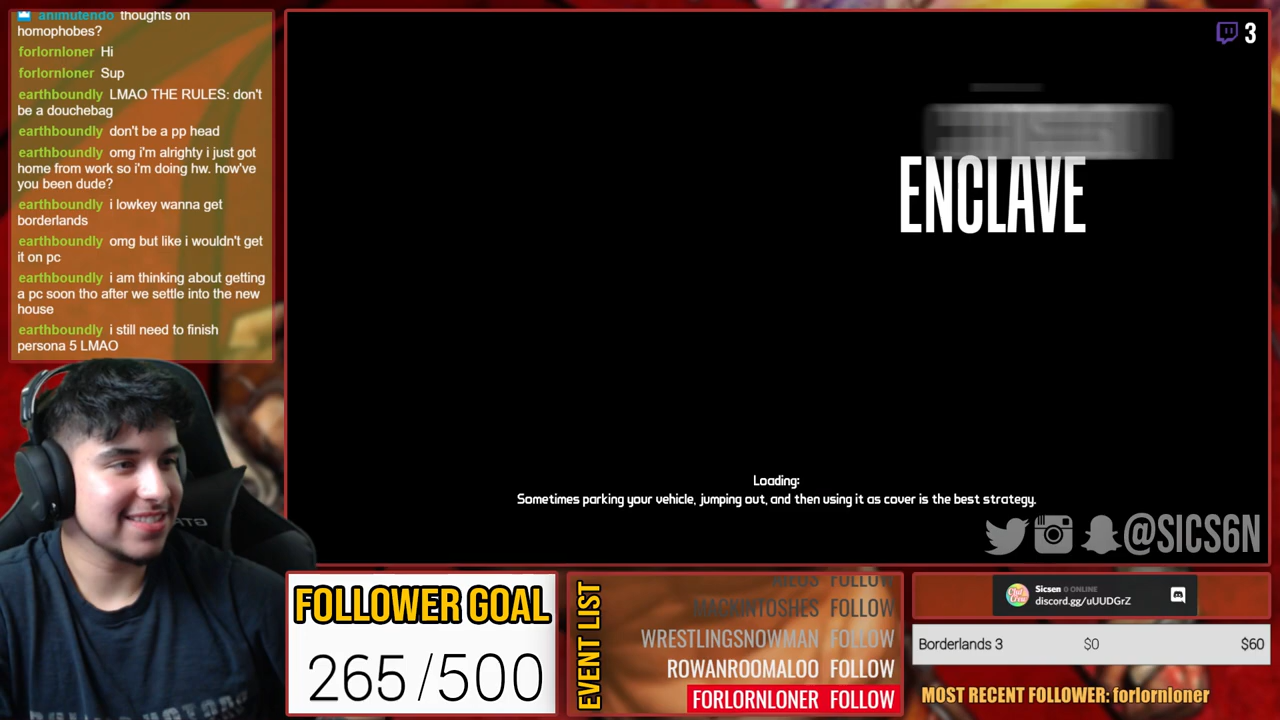 animutendo thoughts on
homophobes?
forlornloner Hi
forlornloner Sup
earthboundly LMAO THE RULES: don't
be a douchebag
earthboundly don't be a pp head
earthboundly omg i'm alrighty i just got
home from work so i'm doing hw. how've
you been dude?
earthboundly i lowkey wanna get
borderlands
earthboundly omg but like i wouldn't get
it on pc
earthboundly i am thinking about getting
a pc soon tho after we settle into the new
house
earthboundly i still need to finish
persona 5 LMAO
3
ENCLAVE
Loading:
Sometimes parking your vehicle, jumping out, and then using it as cover is the best strategy.
@SICS6N
FOLLOWER GOAL
265/500
EVENT LIST
FOLLOW
MACKINTOSHES FOLLOW
WRESTLINGSNOWMAN FOLLOW
ROWANROOMALOO FOLLOW
FORLORNLONER FOLLOW
Sicsen 0 ONLINE
discord.gg/uUUDGrZ
Borderlands 3 $0 $60
MOST RECENT FOLLOWER: forlornloner